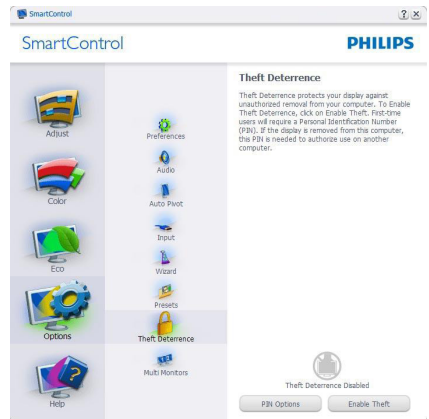 SmartControl
SmartControl
PHILIPS
Adjust
Color
Eco
Options
Help
Preferences
Audio
Auto Pivot
Input
Wizard
Presets
Theft Deterrence
Multi Monitors
Theft Deterrence
Theft Deterrence protects your display against
unauthorized removal from your computer. To Enable
Theft Deterrence, click on Enable Theft. First-time
users will require a Personal Identification Number
(PIN). If the display is removed from this computer,
this PIN is needed to authorize use on another
computer.
Theft Deterrence Disabled
PIN Options
Enable Theft